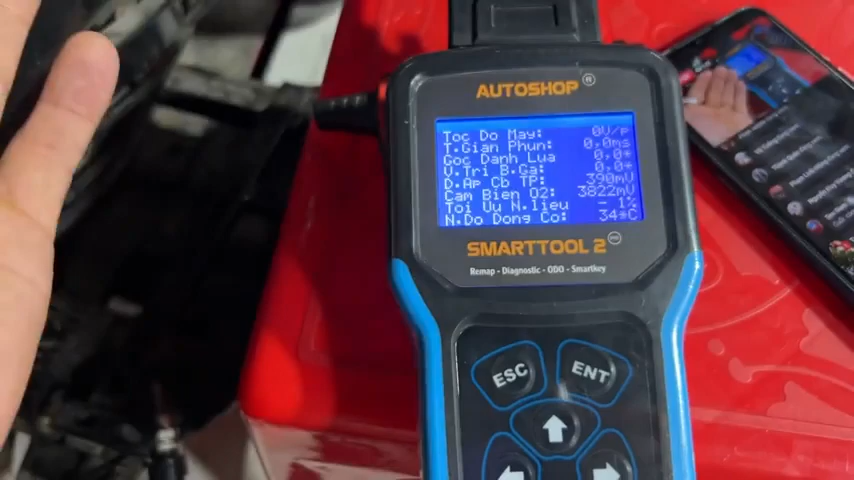 AUTOSHOP ®
Toc Do May: 0V/p
T.Gian Phun: 0,0ms
Goc Danh Lua 0,0*
V.Tri B.Ga: 0,0*
D.Ap Cb TP: 390mV
Cam Bien O2: 3822mV
Toi Uu N.lieu - 1%
N.Do Dong Co: 34*C
SMARTTOOL 2
Remap - Diagnostic - ODO - Smartkey
ESC
ENT